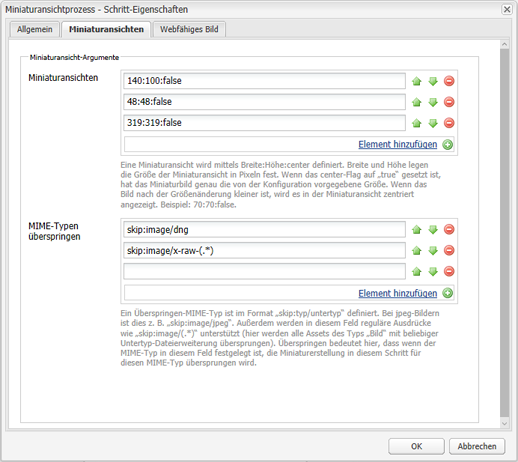 Miniaturansichtprozess - Schritt-Eigenschaften
Allgemein
Miniaturansichten
Webfähiges Bild
Miniaturansicht-Argumente
Miniaturansichten
140:100:false
48:48:false
319:319:false
Element hinzufügen
Eine Miniaturansicht wird mittels Breite:Höhe:center definiert. Breite und Höhe legen
die Größe der Miniaturansicht in Pixeln fest. Wenn das center-Flag auf „true" gesetzt ist,
hat das Miniaturbild genau die von der Konfiguration vorgegebene Größe. Wenn das
Bild nach der Größenänderung kleiner ist, wird es in der Miniaturansicht zentriert
angezeigt. Beispiel: 70:70:false.
MIME-Typen
überspringen
skip:image/dng
skip:image/x-raw-(.*)
Element hinzufügen
Ein Überspringen-MIME-Typ ist im Format „skip:typ/untertyp" definiert. Bei jpeg-Bildern
ist dies z. B. „skip:image/jpeg". Außerdem werden in diesem Feld reguläre Ausdrücke
wie „skip:image/(.*)" unterstützt (hier werden alle Assets des Typs „Bild" mit beliebiger
Untertyp-Dateierweiterung übersprungen). Überspringen bedeutet hier, dass wenn der
MIME-Typ in diesem Feld festgelegt ist, die Miniaturerstellung in diesem Schritt für
diesen MIME-Typ übersprungen wird.
OK
Abbrechen